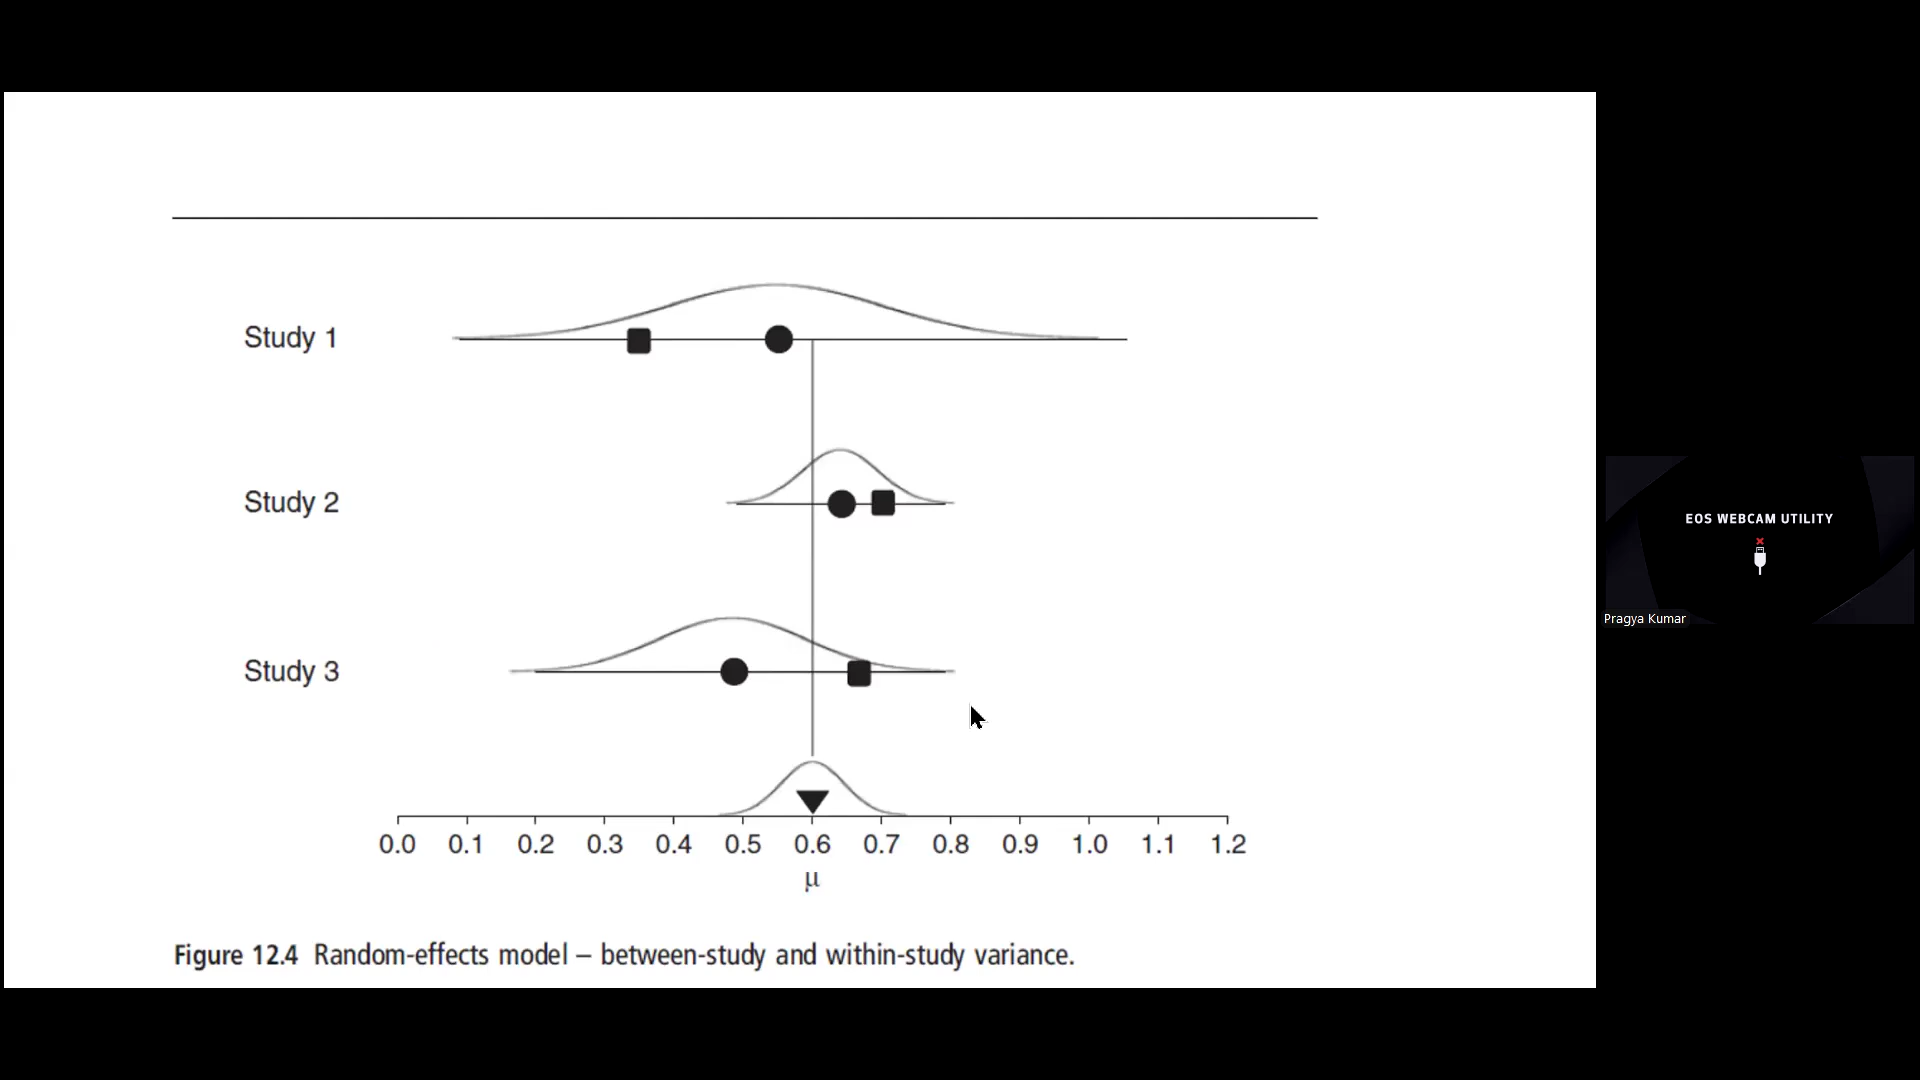 Study 1
Study 2
Study 3
0.0 0.1 0.2 0.3 0.4 0.5 0.6 0.7 0.8 0.9 1.0 1.1 1.2
μ
Figure 12.4 Random-effects model – between-study and within-study variance.
EOS WEBCAM UTILITY
Pragya Kumar